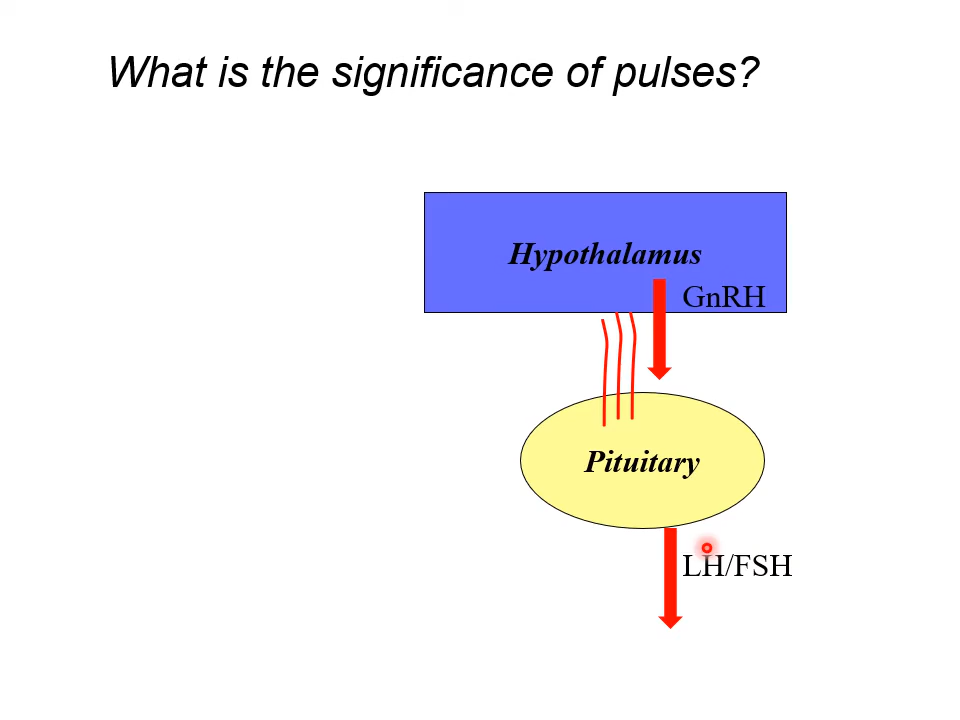 What is the significance of pulses?
Hypothalamus
GnRH
Pituitary
LH/FSH